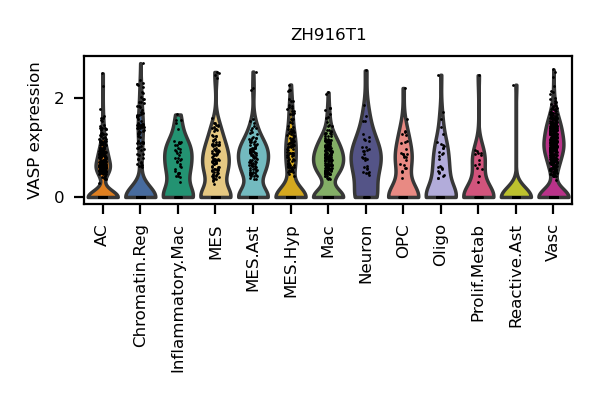 ZH916T1
VASP expression
2
0
AC
Chromatin.Reg
Inflammatory.Mac
MES
MES.Ast
MES.Hyp
Mac
Neuron
OPC
Oligo
Prolif.Metab
Reactive.Ast
Vasc